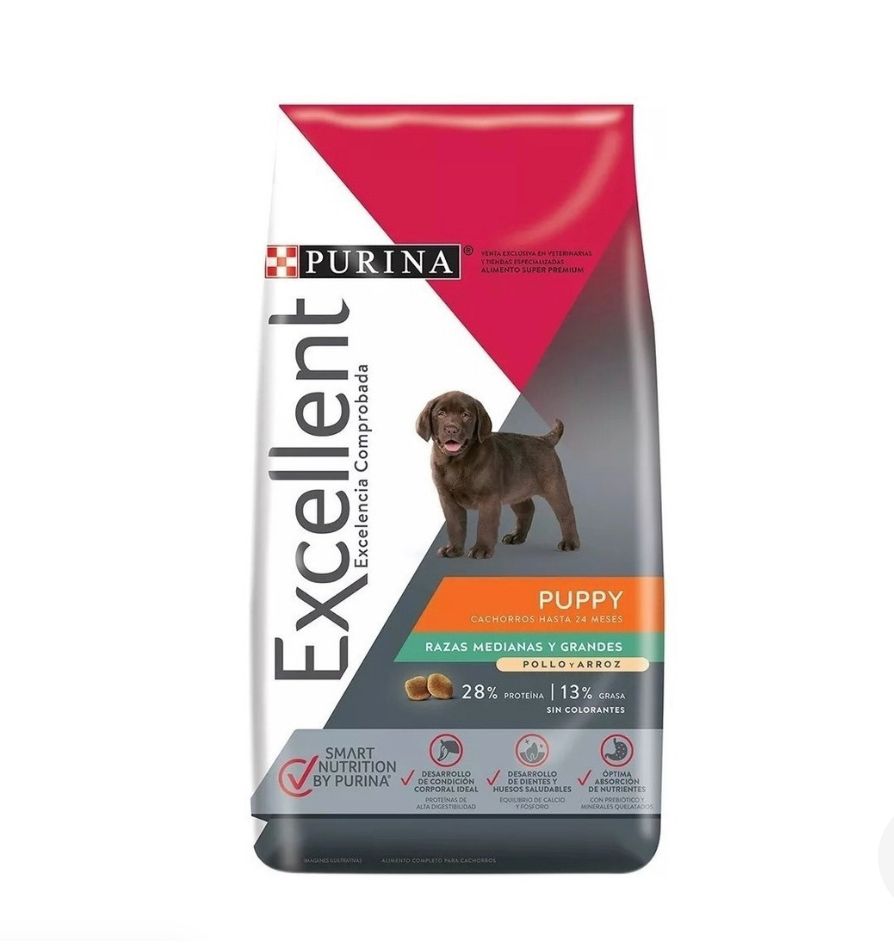 PURINA®
VENTA EXCLUSIVA EN VETERINARIAS
Y TIENDAS ESPECIALIZADAS
ALIMENTO SUPER PREMIUM
Excellent
Excelencia Comprobada
PUPPY
CACHORROS HASTA 24 MESES
RAZAS MEDIANAS Y GRANDES
POLLO Y ARROZ
28% PROTEÍNA | 13% GRASA
SIN COLORANTES
SMART
NUTRITION
BY PURINA®
DESARROLLO
DE CONDICIÓN
CORPORAL IDEAL
PROTEÍNAS DE
ALTA DIGESTIBILIDAD
DESARROLLO
DE DIENTES Y
HUESOS SALUDABLES
EQUILIBRIO DE CALCIO
Y FÓSFORO
ÓPTIMA
ABSORCIÓN
DE NUTRIENTES
CON PREBIÓTICO Y
MINERALES QUELATADOS
IMÁGENES ILUSTRATIVAS
ALIMENTO COMPLETO PARA CACHORROS